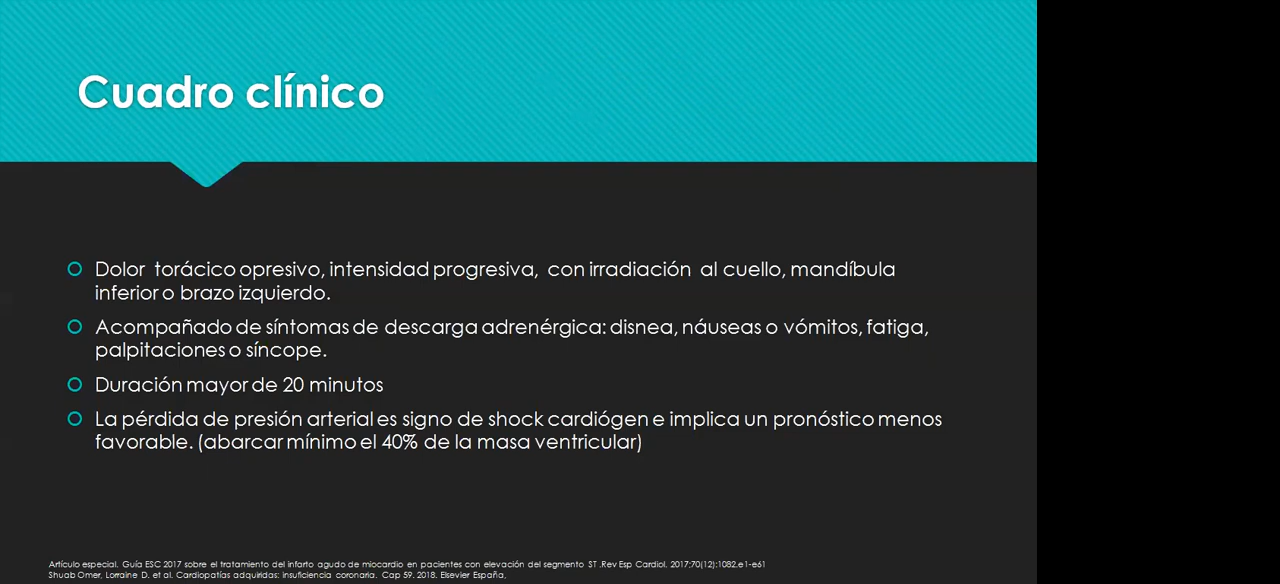 Cuadro clínico
Dolor torácico opresivo, intensidad progresiva, con irradiación al cuello, mandíbula
inferior o brazo izquierdo.
Acompañado de síntomas de descarga adrenérgica: disnea, náuseas o vómitos, fatiga,
palpitaciones o síncope.
Duración mayor de 20 minutos
La pérdida de presión arterial es signo de shock cardiógen e implica un pronóstico menos
favorable. (abarcar mínimo el 40% de la masa ventricular)
Artículo especial. Guía ESC 2017 sobre el tratamiento del infarto agudo de miocardio en pacientes con elevación del segmento ST .Rev Esp Cardiol. 2017;70(12):1082.e1-e61
Shuab Omer, Lorraine D. et al. Cardiopatías adquiridas: insuficiencia coronaria. Cap 59. 2018. Elsevier España,